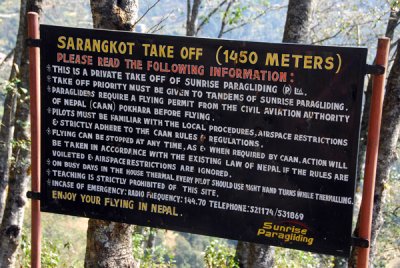 SARANGKOT TAKE OFF (1450 METERS)
PLEASE READ THE FOLLOWING INFORMATION:
*THIS IS A PRIVATE TAKE OFF OF SUNRISE PARAGLIDING (P) Ltd.
*TAKE OFF PRIORITY MUST BE GIVEN TO TANDEMS OF SUNRISE PARAGLIDING.
*PARAGLIDERS REQUIRE A FLYING PERMIT FROM THE CIVIL AVIATION AUTHORITY
OF NEPAL (CAAN) POKHARA BEFORE FLYING.
*PILOTS MUST BE FAMILIAR WITH THE LOCAL PROCEDURES, AIRSPACE RESTRICTIONS
& STRICTLY ADHERE TO THE CAAN RULES & REGULATIONS.
*FLYING CAN BE STOPPED AT ANY TIME, AS & WHEN REQUIRED BY CAAN. ACTION WILL
BE TAKEN IN ACCORDANCE WITH THE EXISTING LAW OF NEPAL IF THE RULES ARE
VOILETED & AIRSPACE RESTRICTIONS ARE IGNORED.
*ON BUSY DAYS IN THE HOUSE THERMAL EVERY PILOT SHOULD USE RIGHT HAND TURNS WHILE THERMALLING.
*TEACHING IS STRICTLY PROHIBITED OF THIS SITE.
*INCASE OF EMERGENCY: RADIO FREQUENCY: 144.70 TELEPHONE: 521174/531869
ENJOY YOUR FLYING IN NEPAL.
Sunrise
Paragliding